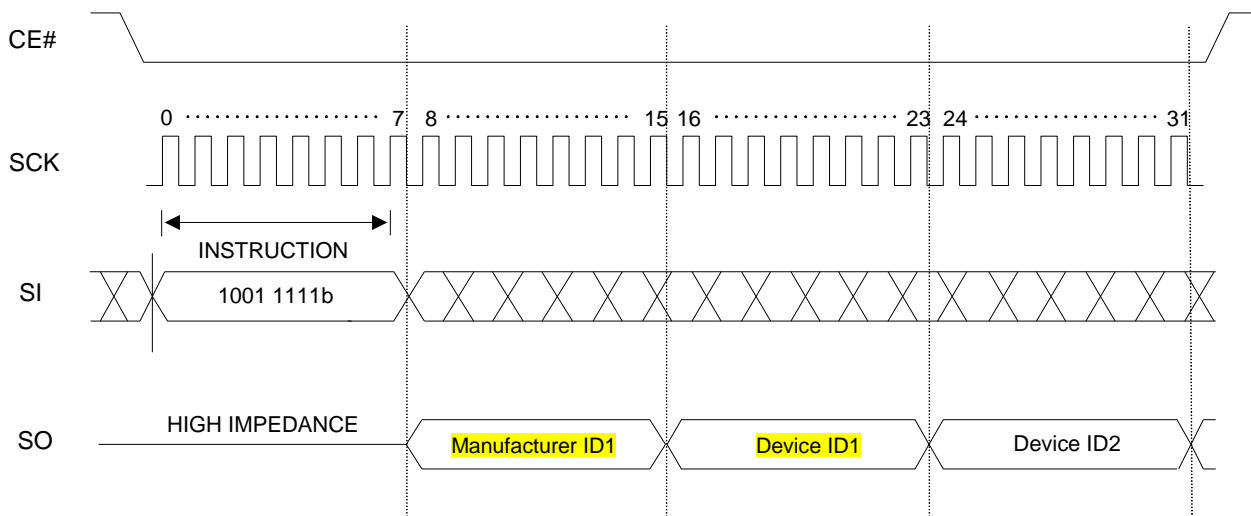 CE#
0 ········ 7 8 ········ 15 16 ········ 23 24 ········ 31
SCK
INSTRUCTION
SI
1001 1111b
HIGH IMPEDANCE
SO
Manufacturer ID1
Device ID1
Device ID2